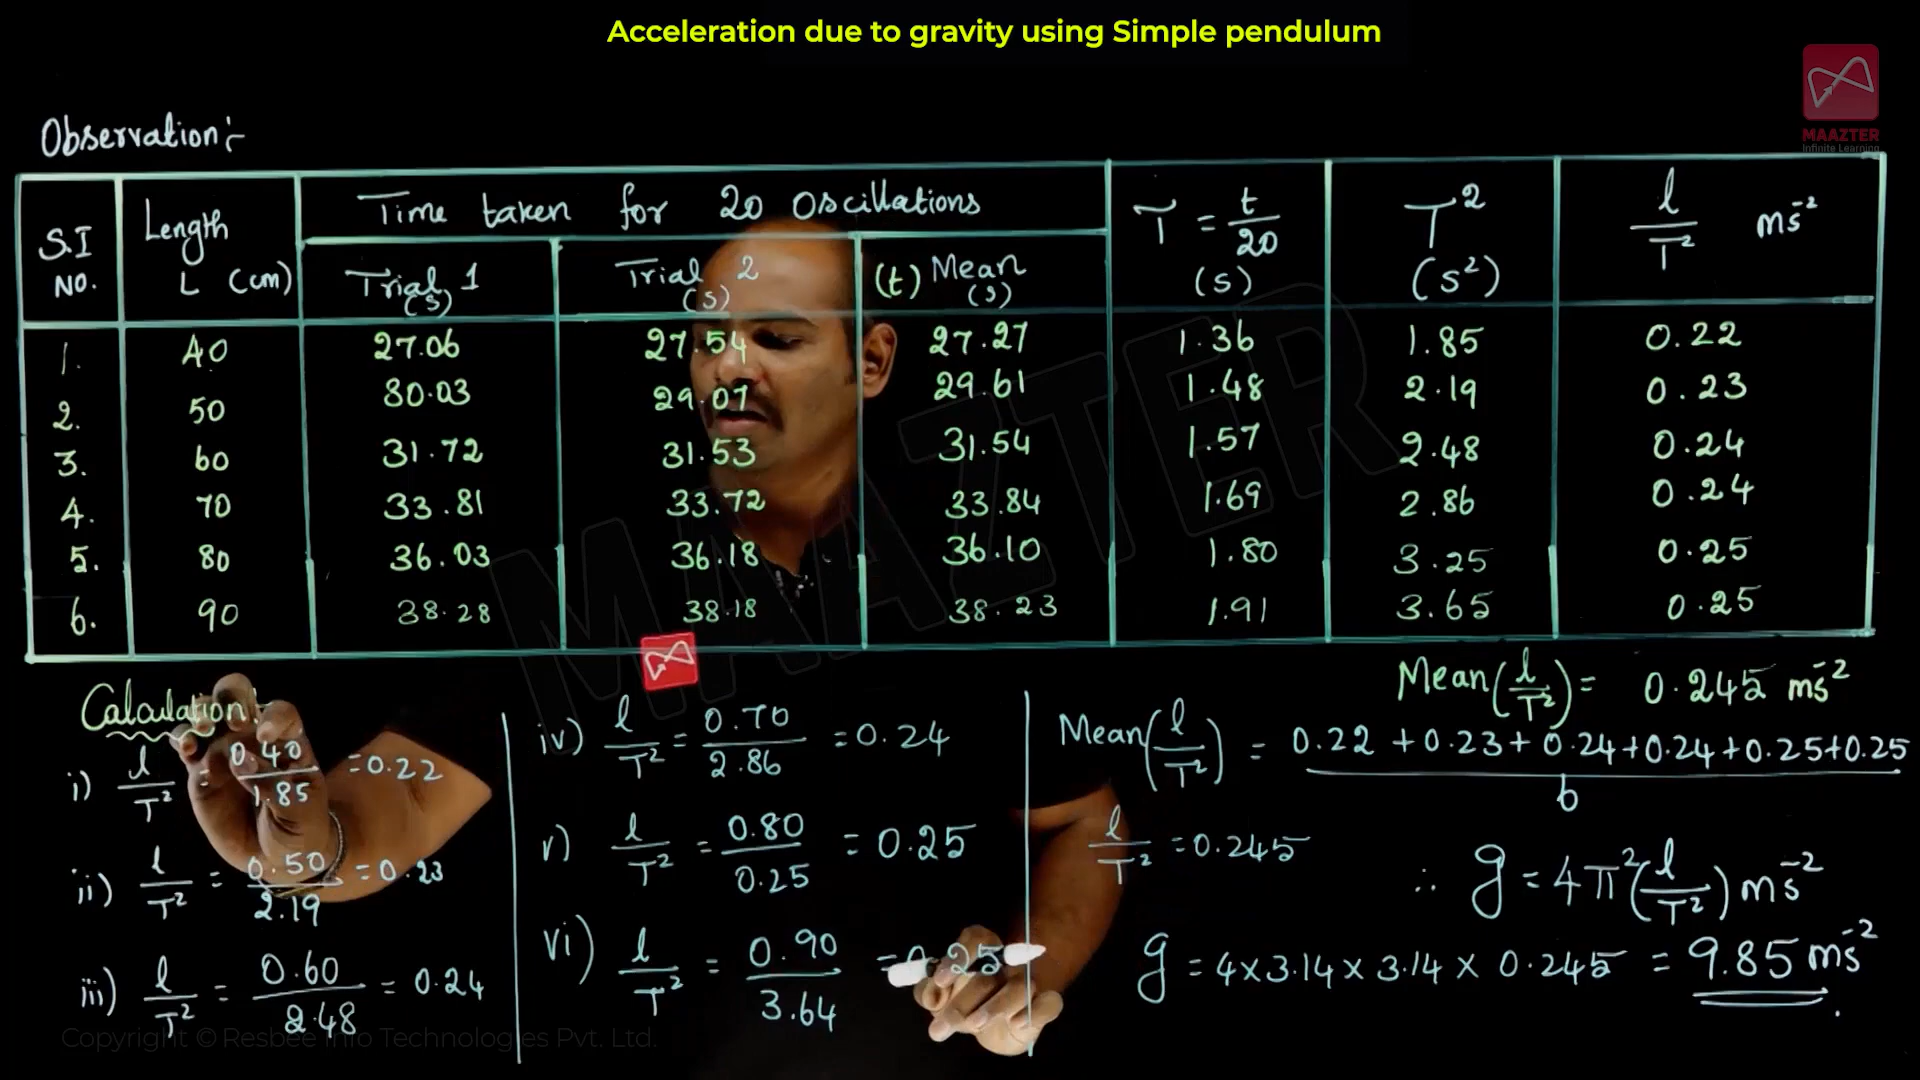 Acceleration due to gravity using Simple pendulum
MAAZTER
Infinite Learning
Observation:-
S.I NO. | Length L (cm) | Time taken for 20 Oscillations | T = t/20 (s) | T² (s²) | l/T² ms⁻²
Trial 1 (s) | Trial 2 (s) | (t) Mean (s)
1. 40 27.06 27.54 27.27 1.36 1.85 0.22
2. 50 80.03 29.07 29.61 1.48 2.19 0.23
3. 60 31.72 31.53 31.54 1.57 2.48 0.24
4. 70 33.81 33.72 33.84 1.69 2.86 0.24
5. 80 36.03 36.18 36.10 1.80 3.25 0.25
6. 90 38.28 38.18 38.23 1.91 3.65 0.25
MAAZTER
Mean(l/T²) = 0.245 ms⁻²
Calculation:-
i) l/T² = 0.40/1.85 = 0.22
ii) l/T² = 0.50/2.19 = 0.23
iii) l/T² = 0.60/2.48 = 0.24
iv) l/T² = 0.70/2.86 = 0.24
v) l/T² = 0.80/0.25 = 0.25
vi) l/T² = 0.90/3.64 = 0.25
Mean(l/T²) = 0.22 + 0.23 + 0.24 + 0.24 + 0.25 + 0.25 / 6
l/T² = 0.245
∴ g = 4π²(l/T²) ms⁻²
g = 4 × 3.14 × 3.14 × 0.245 = 9.85 ms⁻²
Copyright © Resbee Info Technologies Pvt. Ltd.